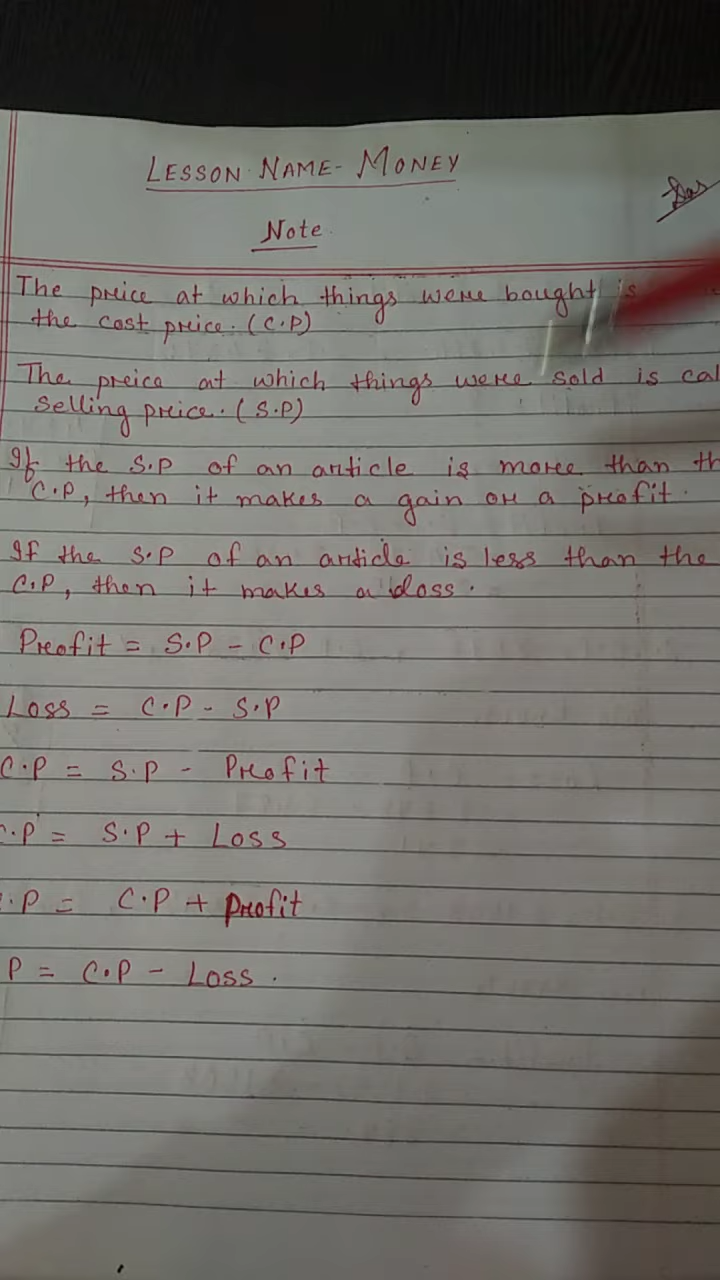 LESSON NAME- MONEY
Note
The price at which things were bought is
the cost price. (C.P)
The price at which things were sold is cal
selling price. (S.P)
If the S.P of an article is more than th
C.P, then it makes a gain or a profit.
If the S.P of an article is less than the
C.P, then it makes a loss.
Profit = S.P - C.P
Loss = C.P - S.P
C.P = S.P - Profit
.P = S.P + Loss
.P = C.P + Profit
P = C.P - Loss.